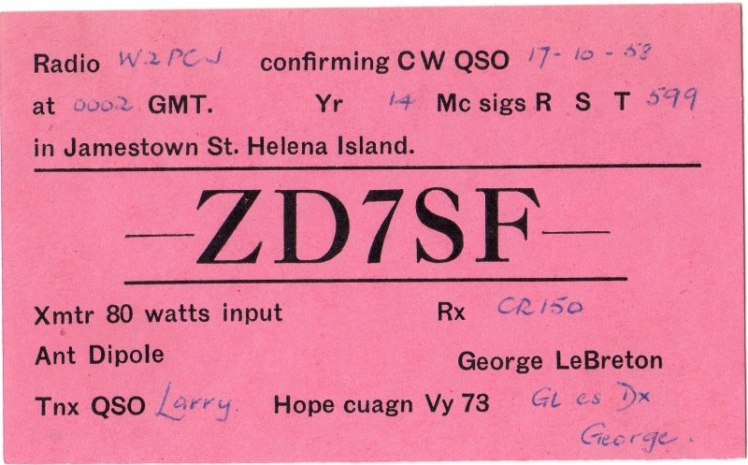 Radio W2PCJ confirming CW QSO 17-10-58
at 0002 GMT. Yr 14 Mc sigs R S T 599
in Jamestown St. Helena Island.
—ZD7SF—
Xmtr 80 watts input Rx CR150
Ant Dipole George LeBreton
Tnx QSO Larry. Hope cuagn Vy 73 GL es Dx
George.